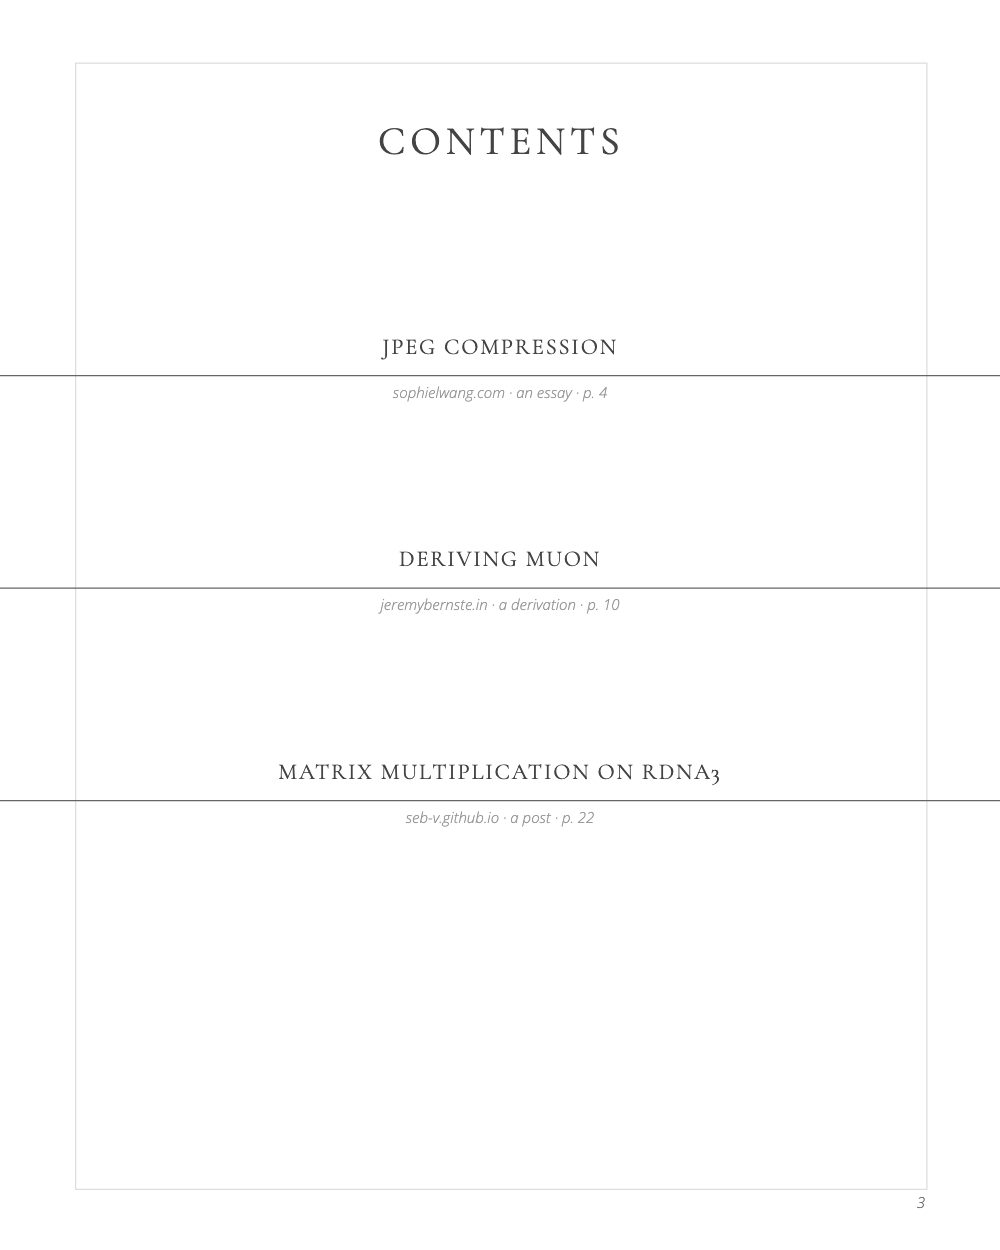 CONTENTS
JPEG COMPRESSION
sophielwang.com · an essay · p. 4
DERIVING MUON
jeremybernste.in · a derivation · p. 10
MATRIX MULTIPLICATION ON RDNA3
seb-v.github.io · a post · p. 22
3